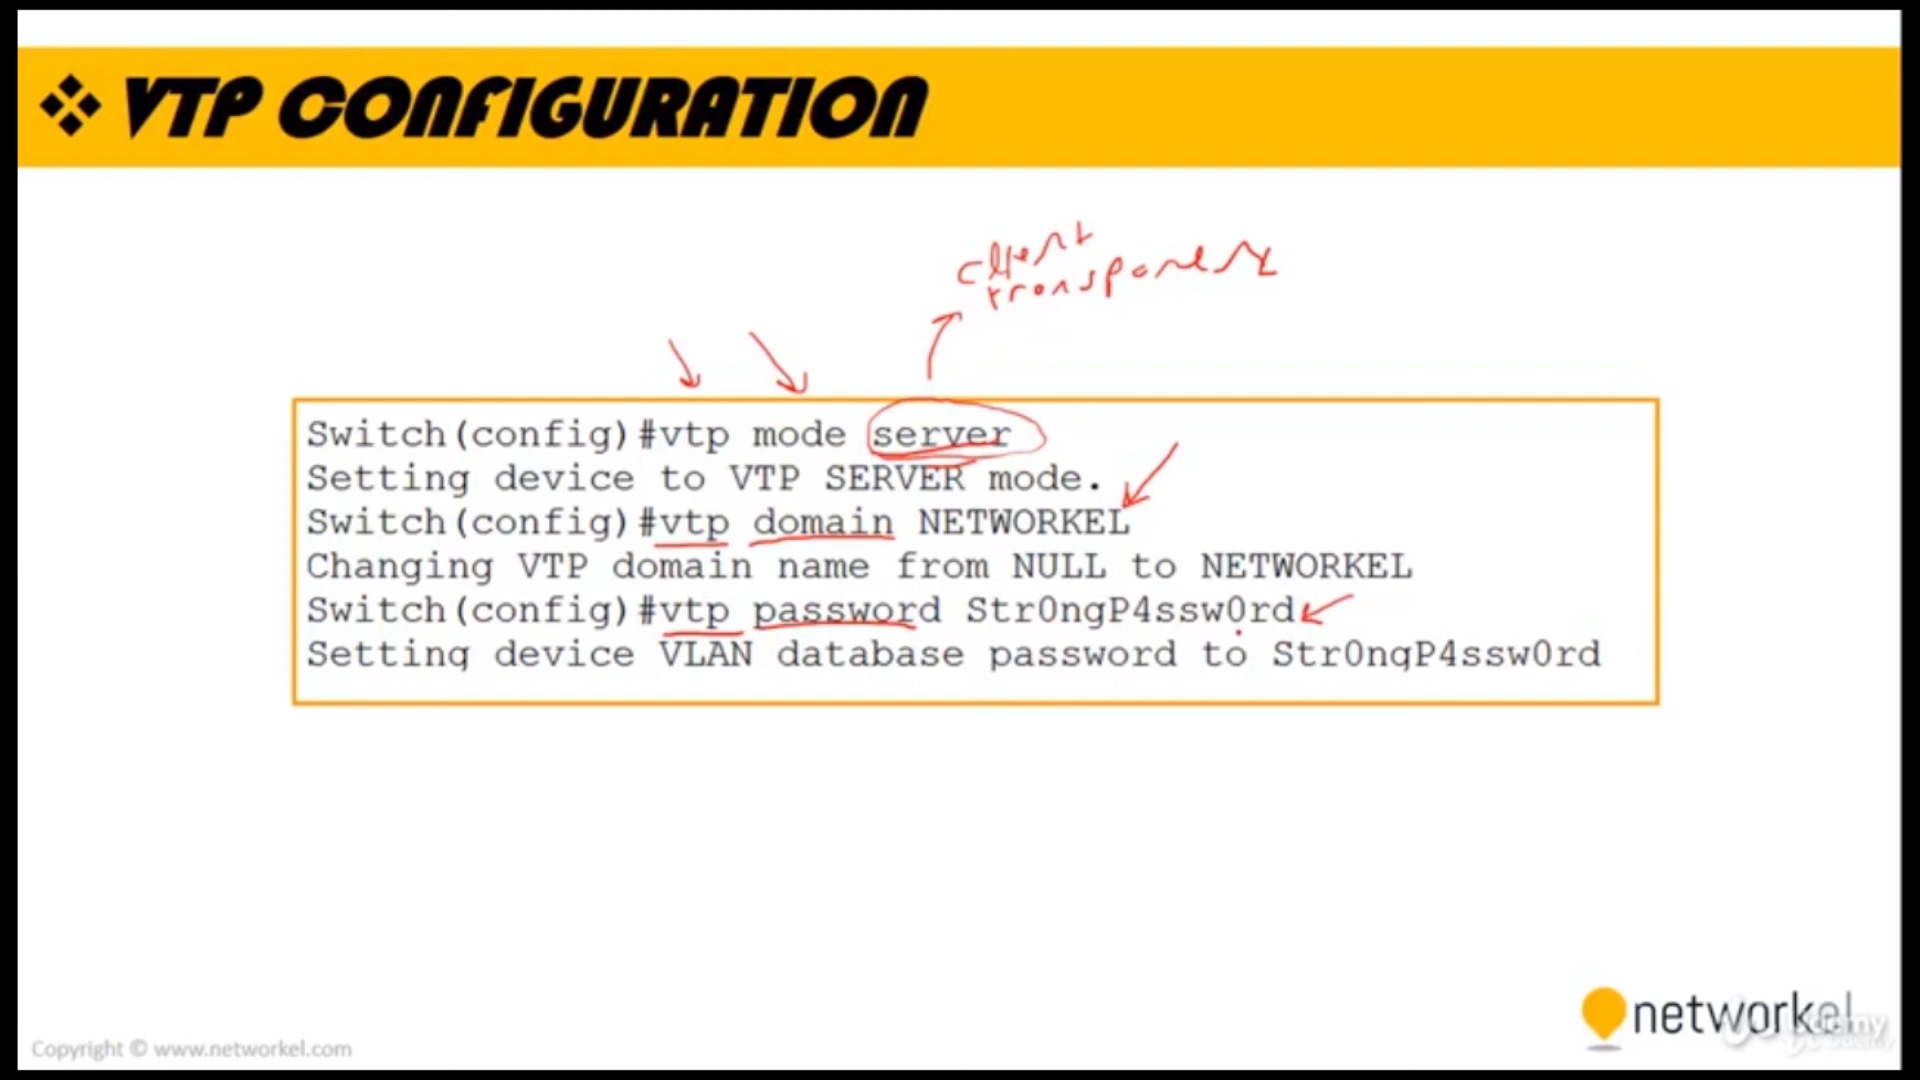 VTP CONFIGURATION
client
transparent
Switch(config)#vtp mode server
Setting device to VTP SERVER mode.
Switch(config)#vtp domain NETWORKEL
Changing VTP domain name from NULL to NETWORKEL
Switch(config)#vtp password Str0ngP4ssw0rd
Setting device VLAN database password to Str0ngP4ssw0rd
networkel
Udemy
Copyright © www.networkel.com